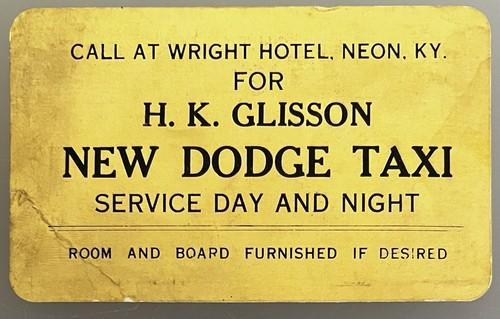 CALL AT WRIGHT HOTEL, NEON, KY.
FOR
H. K. GLISSON
NEW DODGE TAXI
SERVICE DAY AND NIGHT
ROOM AND BOARD FURNISHED IF DESIRED